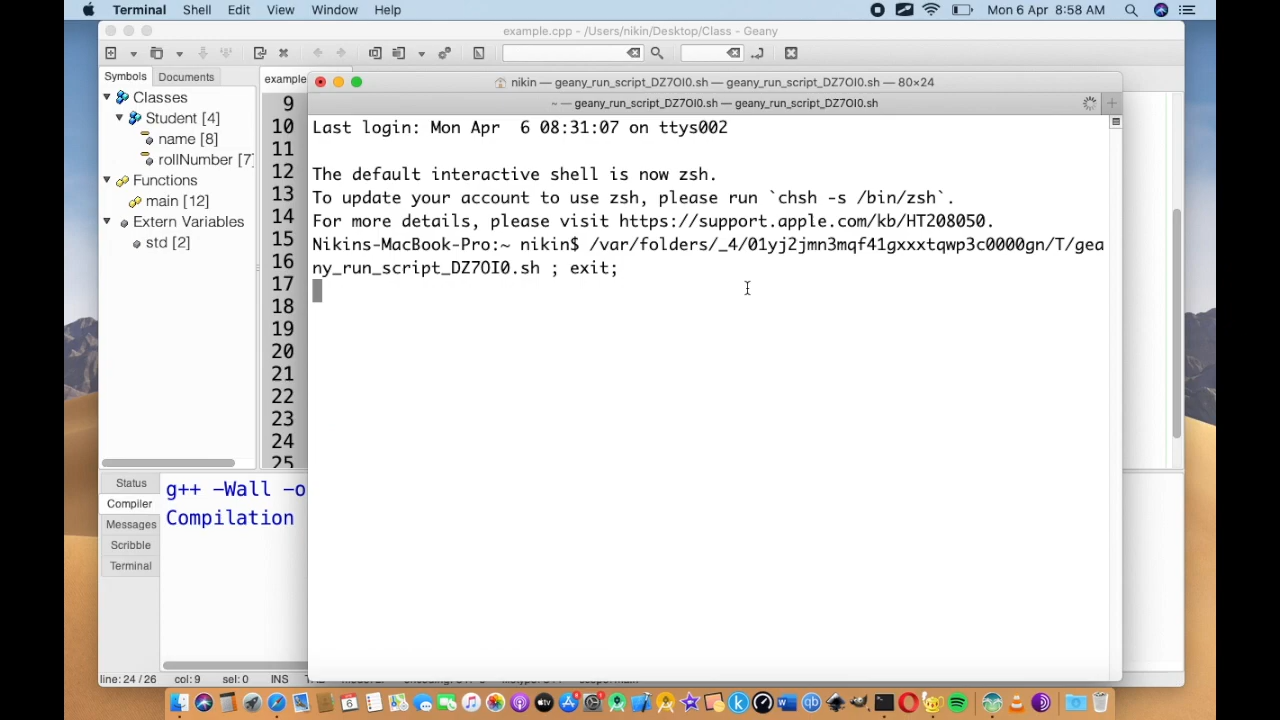 Terminal Shell Edit View Window Help Mon 6 Apr 8:58 AM
example.cpp - /Users/nikin/Desktop/Class - Geany
Symbols Documents example
nikin — geany_run_script_DZ7OI0.sh — geany_run_script_DZ7OI0.sh — 80×24
~ — geany_run_script_DZ7OI0.sh — geany_run_script_DZ7OI0.sh
Classes
Student [4]
name [8]
rollNumber [7]
Functions
main [12]
Extern Variables
std [2]
9
10
11
12
13
14
15
16
17
18
19
20
21
22
23
24
25
Last login: Mon Apr  6 08:31:07 on ttys002
The default interactive shell is now zsh.
To update your account to use zsh, please run `chsh -s /bin/zsh`.
For more details, please visit https://support.apple.com/kb/HT208050.
Nikins-MacBook-Pro:~ nikin$ /var/folders/_4/01yj2jmn3mqf41gxxxtqwp3c0000gn/T/gea
ny_run_script_DZ7OI0.sh ; exit;
Status
Compiler
Messages
Scribble
Terminal
g++ -Wall -o
Compilation
line: 24 / 26 col: 9 sel: 0 INS